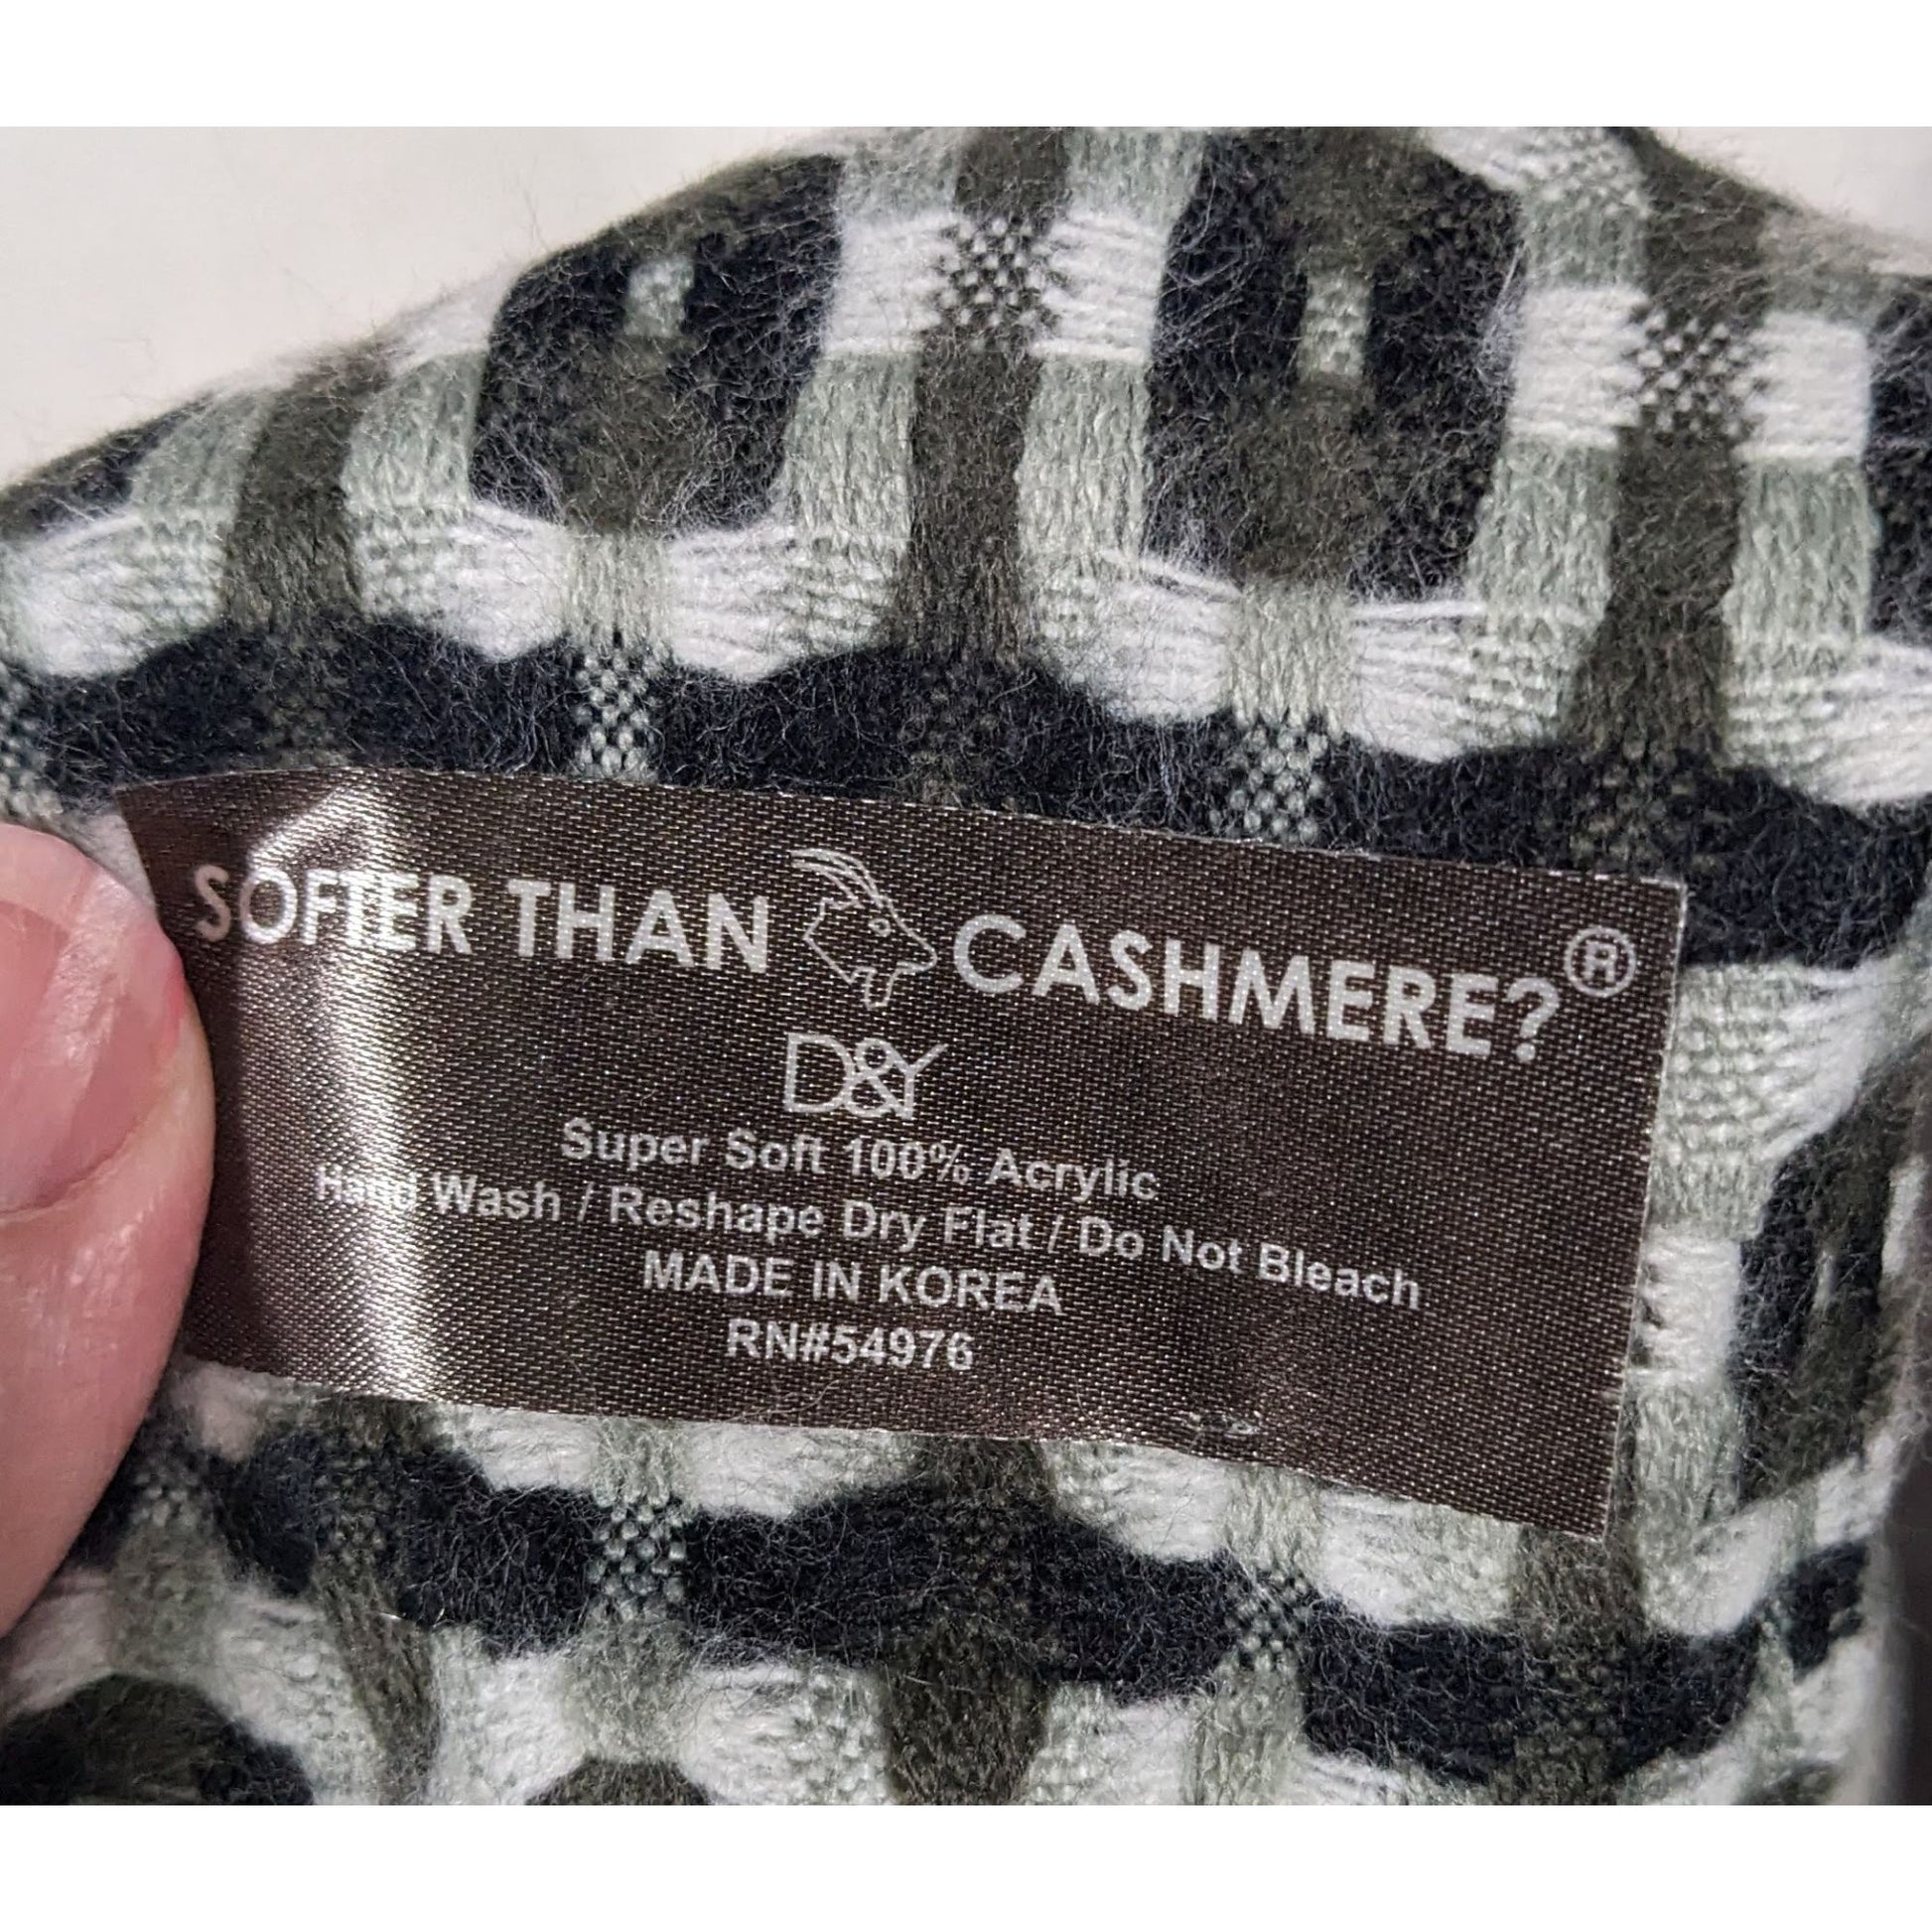 SOFTER THAN CASHMERE?®
D&Y
Super Soft 100% Acrylic
Hand Wash / Reshape Dry Flat / Do Not Bleach
MADE IN KOREA
RN#54976